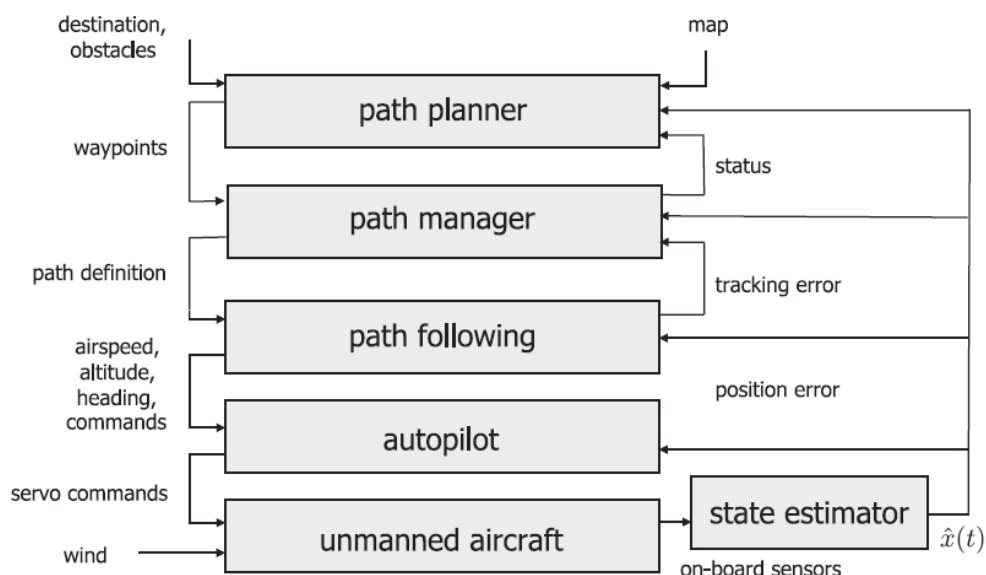 destination,
obstacles
map
path planner
waypoints
status
path manager
path definition
tracking error
path following
airspeed,
altitude,
heading,
commands
position error
autopilot
servo commands
state estimator
unmanned aircraft
x̂(t)
wind
on-board sensors